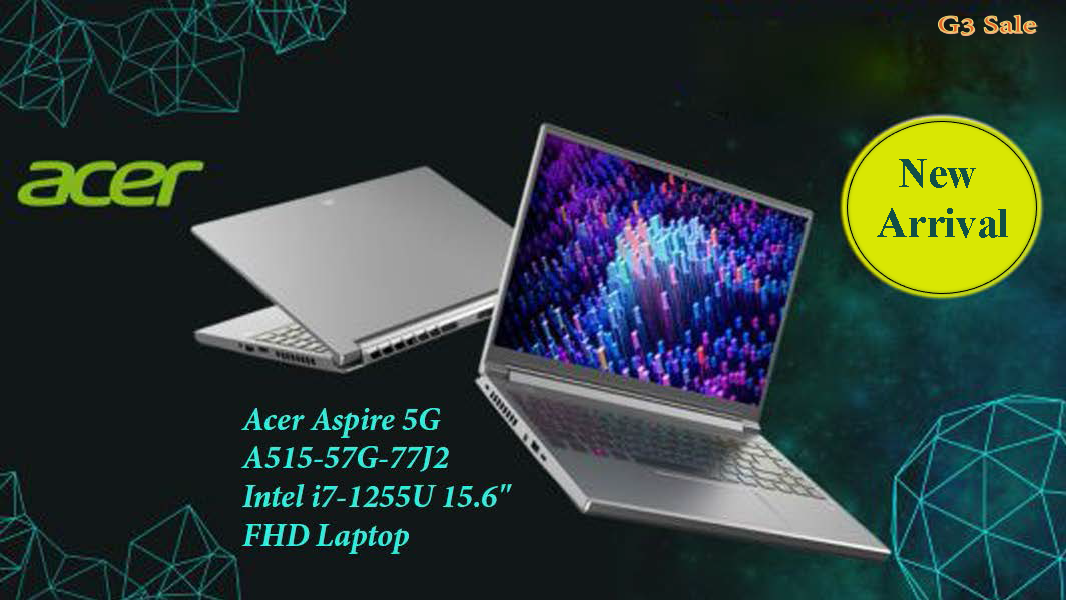 G3 Sale
acer
New
Arrival
Acer Aspire 5G
A515-57G-77J2
Intel i7-1255U 15.6"
FHD Laptop